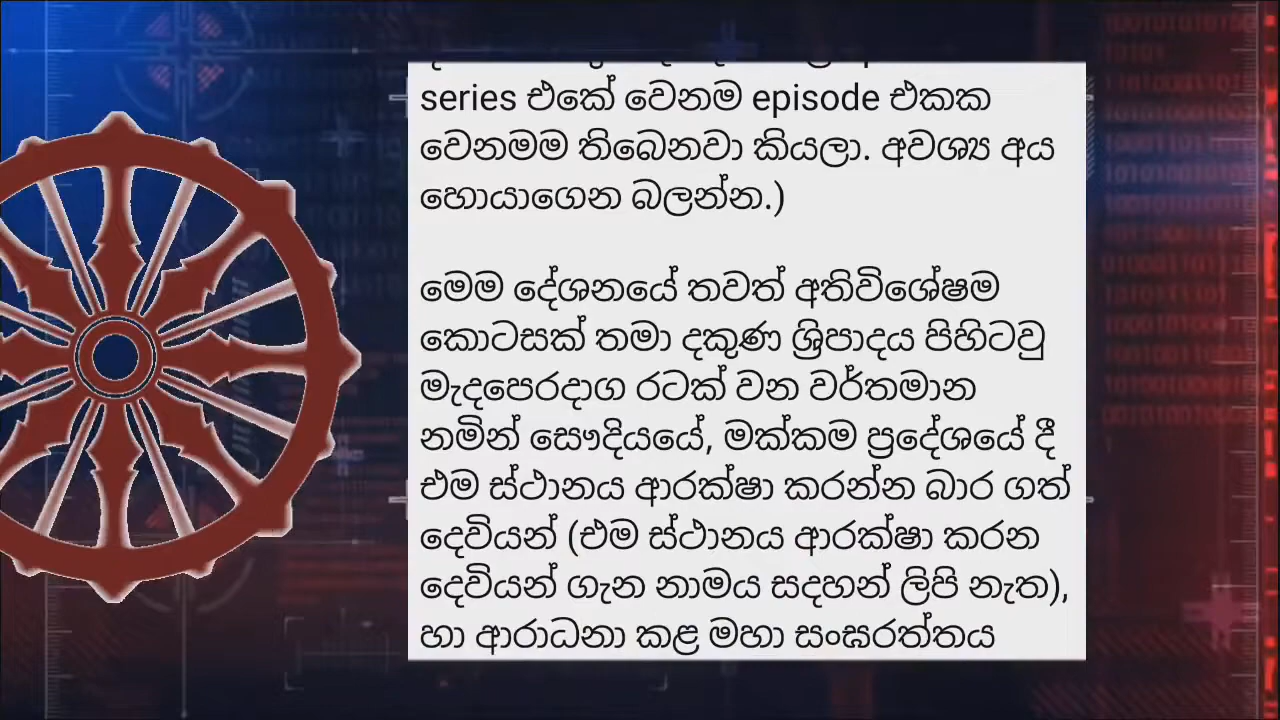 series එකේ වෙනම episode එකක
වෙනමම තිබෙනවා කියලා. අවශ්‍ය අය
හොයාගෙන බලන්න.)
මෙම දේශනයේ තවත් අතිවිශේෂම
කොටසක් තමා දකුණ ශ්‍රිපාදය පිහිටවු
මැදපෙරදාග රටක් වන වර්තමාන
නමින් සෞදියයේ, මක්කම ප්‍රදේශයේ දී
එම ස්ථානය ආරක්ෂා කරන්න බාර ගත්
දෙවියන් (එම ස්ථානය ආරක්ෂා කරන
දෙවියන් ගැන නාමය සදහන් ලිපි නැත),
හා ආරාධනා කළ මහා සංඝරත්තය